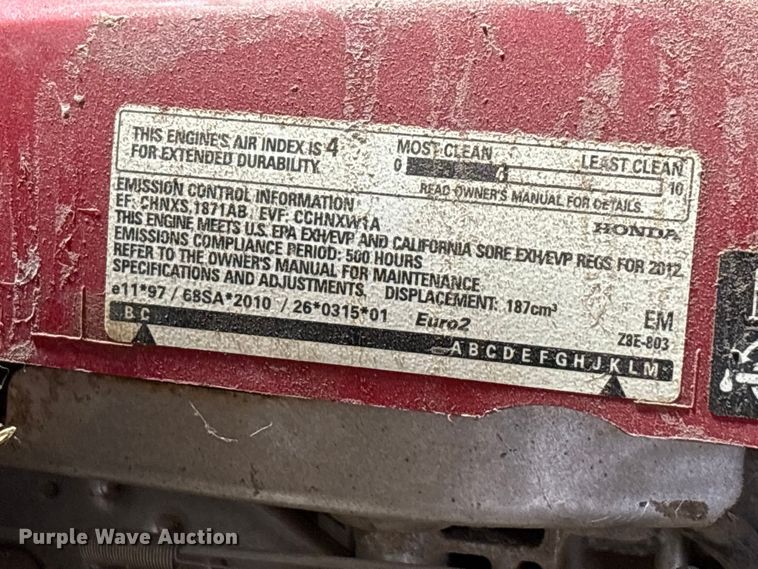 THIS ENGINE'S AIR INDEX IS 4
FOR EXTENDED DURABILITY
MOST CLEAN LEAST CLEAN
0 4 10
READ OWNER'S MANUAL FOR DETAILS.
EMISSION CONTROL INFORMATION
HONDA
EF: CHNXS.1871AB EVF: CCHNXW1A
THIS ENGINE MEETS U.S. EPA EXH/EVP AND CALIFORNIA SORE EXH/EVP REGS FOR 2012.
EMISSIONS COMPLIANCE PERIOD: 500 HOURS
REFER TO THE OWNER'S MANUAL FOR MAINTENANCE
SPECIFICATIONS AND ADJUSTMENTS. DISPLACEMENT: 187cm³
e11*97 / 68SA*2010 / 26*0315*01 Euro2
EM
Z8E-803
B C
A B C D E F G H J K L M
Purple Wave Auction